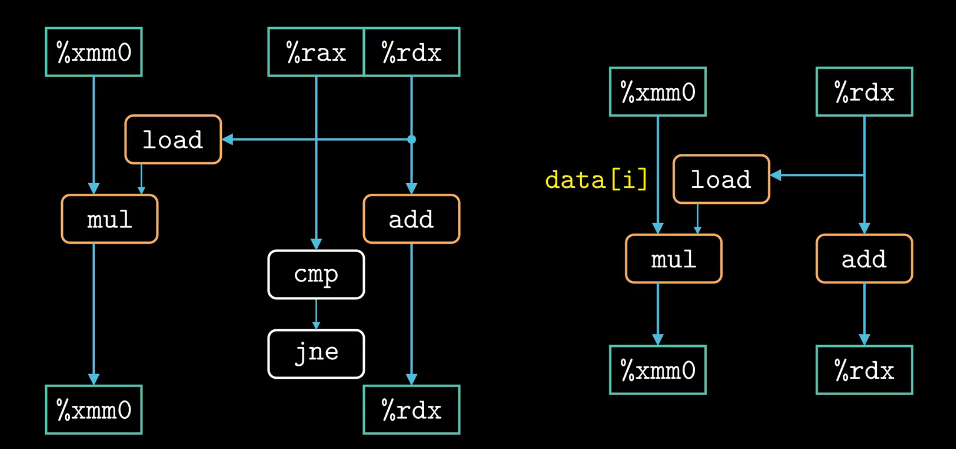 %xmm0 %rax %rdx
load
mul add
cmp
jne
%xmm0 %rdx
%xmm0 %rdx
data[i] load
mul add
%xmm0 %rdx